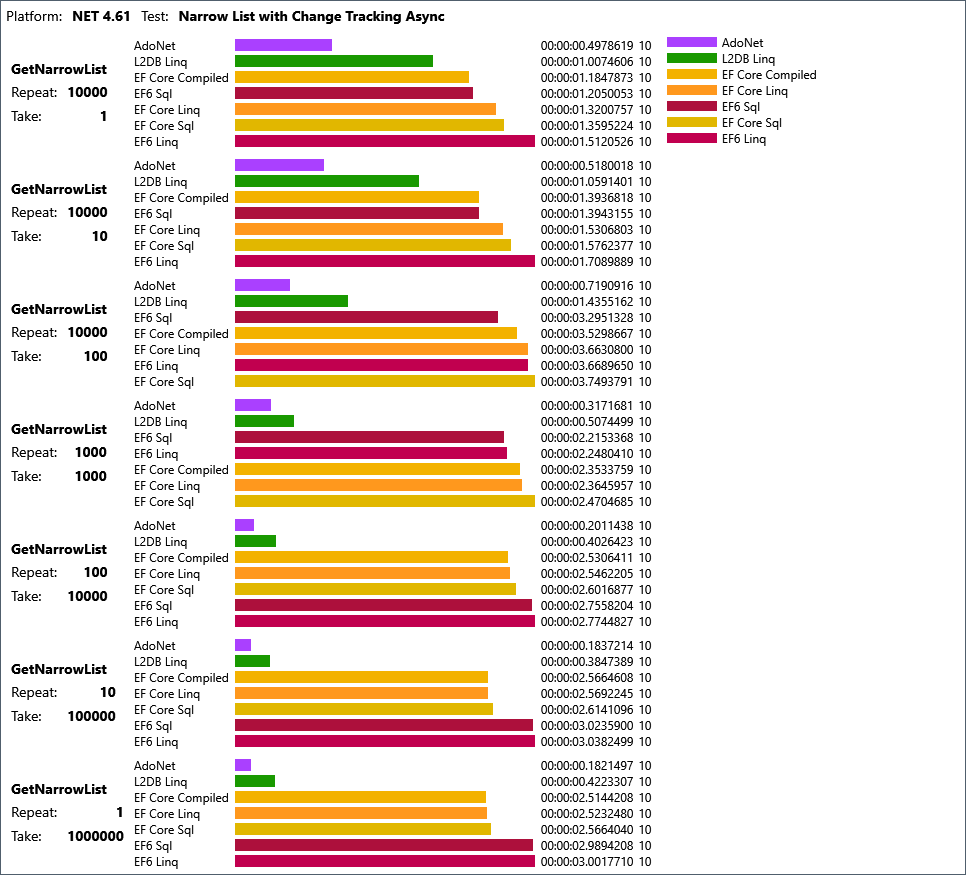 Platform: NET 4.61 Test: Narrow List with Change Tracking Async
AdoNet
L2DB Linq
EF Core Compiled
EF Core Linq
EF6 Sql
EF Core Sql
EF6 Linq
GetNarrowList
Repeat: 10000
Take: 1
AdoNet 00:00:00.4978619 10
L2DB Linq 00:00:01.0074606 10
EF Core Compiled 00:00:01.1847873 10
EF6 Sql 00:00:01.2050053 10
EF Core Linq 00:00:01.3200757 10
EF Core Sql 00:00:01.3595224 10
EF6 Linq 00:00:01.5120526 10
GetNarrowList
Repeat: 10000
Take: 10
AdoNet 00:00:00.5180018 10
L2DB Linq 00:00:01.0591401 10
EF Core Compiled 00:00:01.3936818 10
EF6 Sql 00:00:01.3943155 10
EF Core Linq 00:00:01.5306803 10
EF Core Sql 00:00:01.5762377 10
EF6 Linq 00:00:01.7089889 10
GetNarrowList
Repeat: 10000
Take: 100
AdoNet 00:00:00.7190916 10
L2DB Linq 00:00:01.4355162 10
EF6 Sql 00:00:03.2951328 10
EF Core Compiled 00:00:03.5298667 10
EF Core Linq 00:00:03.6630800 10
EF6 Linq 00:00:03.6689650 10
EF Core Sql 00:00:03.7493791 10
GetNarrowList
Repeat: 1000
Take: 1000
AdoNet 00:00:00.3171681 10
L2DB Linq 00:00:00.5074499 10
EF6 Sql 00:00:02.2153368 10
EF6 Linq 00:00:02.2480410 10
EF Core Compiled 00:00:02.3533759 10
EF Core Linq 00:00:02.3645957 10
EF Core Sql 00:00:02.4704685 10
GetNarrowList
Repeat: 100
Take: 10000
AdoNet 00:00:00.2011438 10
L2DB Linq 00:00:00.4026423 10
EF Core Compiled 00:00:02.5306411 10
EF Core Linq 00:00:02.5462205 10
EF Core Sql 00:00:02.6016877 10
EF6 Sql 00:00:02.7558204 10
EF6 Linq 00:00:02.7744827 10
GetNarrowList
Repeat: 10
Take: 100000
AdoNet 00:00:00.1837214 10
L2DB Linq 00:00:00.3847389 10
EF Core Compiled 00:00:02.5664608 10
EF Core Linq 00:00:02.5692245 10
EF Core Sql 00:00:02.6141096 10
EF6 Sql 00:00:03.0235900 10
EF6 Linq 00:00:03.0382499 10
GetNarrowList
Repeat: 1
Take: 1000000
AdoNet 00:00:00.1821497 10
L2DB Linq 00:00:00.4223307 10
EF Core Compiled 00:00:02.5144208 10
EF Core Linq 00:00:02.5232480 10
EF Core Sql 00:00:02.5664040 10
EF6 Sql 00:00:02.9894208 10
EF6 Linq 00:00:03.0017710 10